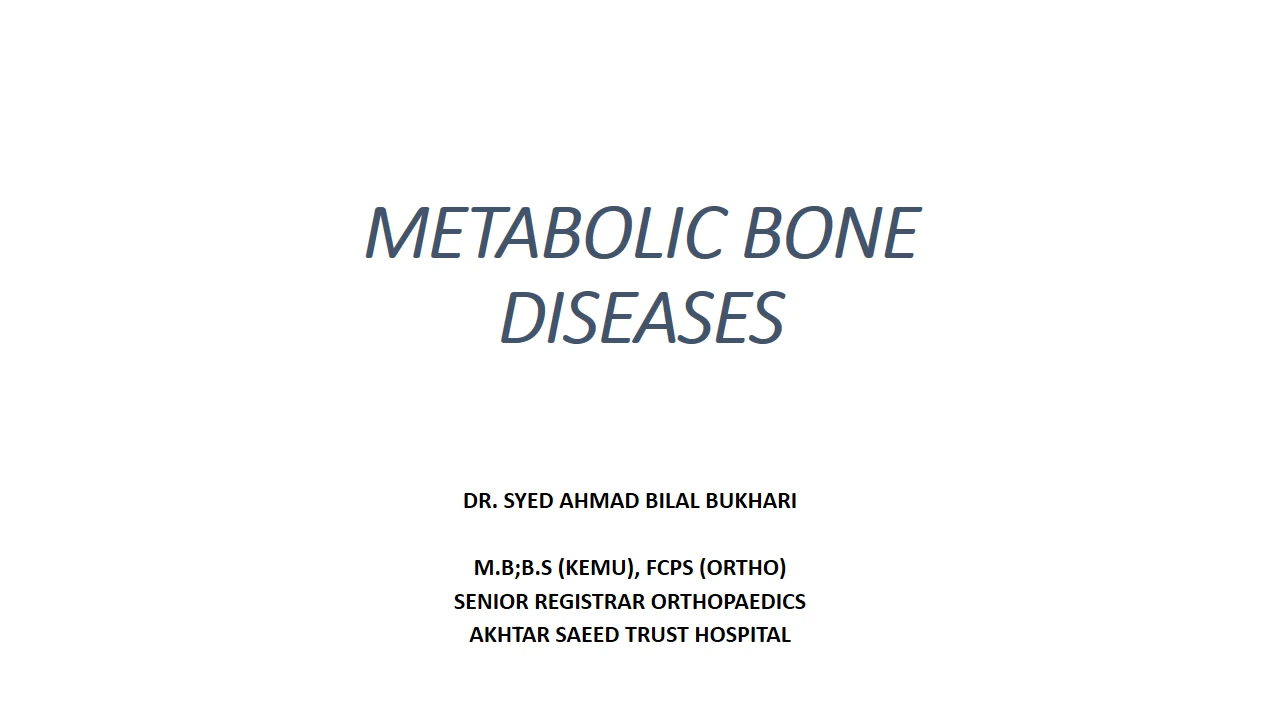 METABOLIC BONE
DISEASES
DR. SYED AHMAD BILAL BUKHARI
M.B;B.S (KEMU), FCPS (ORTHO)
SENIOR REGISTRAR ORTHOPAEDICS
AKHTAR SAEED TRUST HOSPITAL